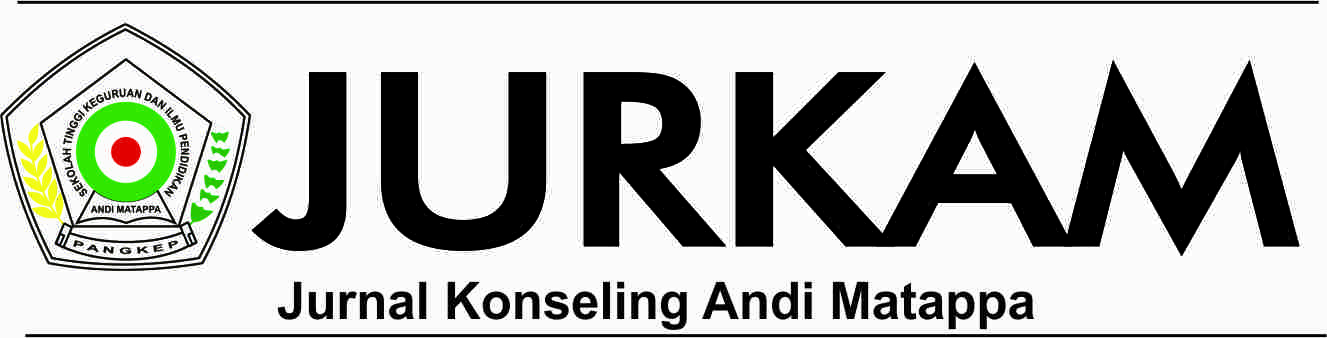 SEKOLAH TINGGI KEGURUAN DAN ILMU PENDIDIKAN
ANDI MATAPPA
PANGKEP
JURKAM
Jurnal Konseling Andi Matappa